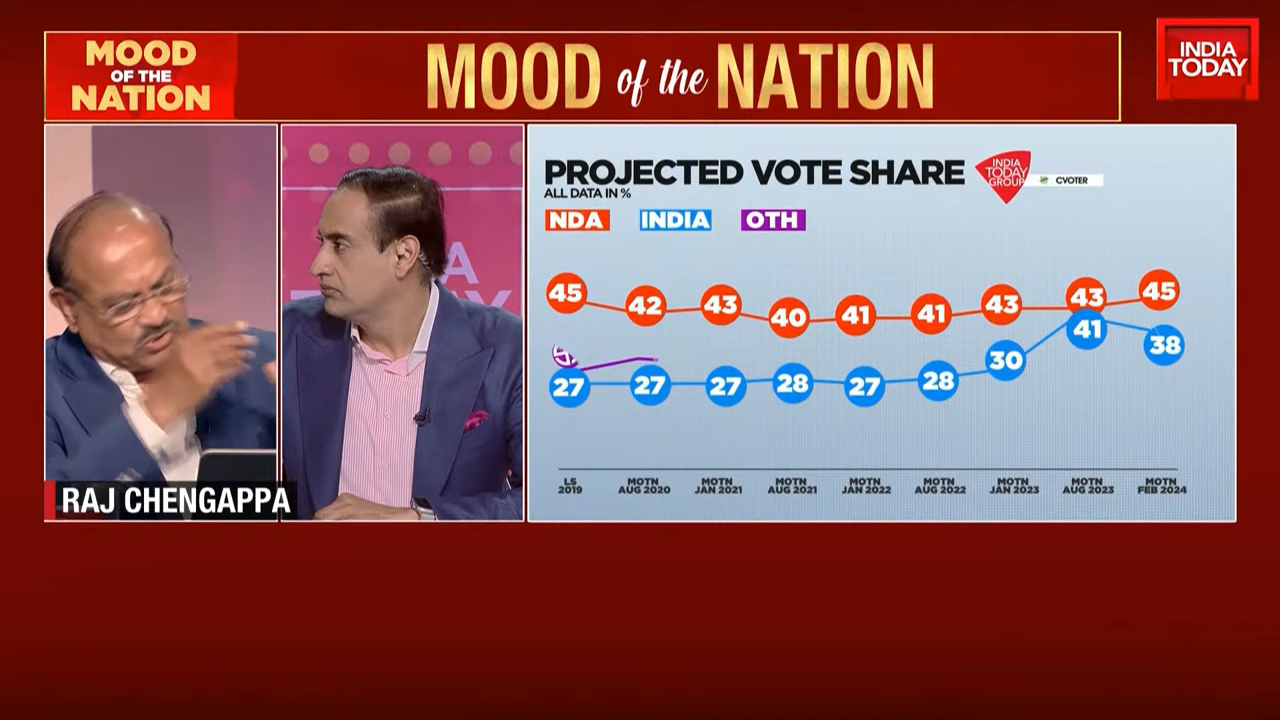 MOOD
OF THE
NATION
MOOD of the NATION
INDIA
TODAY
PROJECTED VOTE SHARE
INDIA
TODAY
GROUP
CVOTER
ALL DATA IN %
NDA INDIA OTH
45 42 43 40 41 41 43 43 45
27 27 27 28 27 28 30 41 38
LS
2019
MOTN
AUG 2020
MOTN
JAN 2021
MOTN
AUG 2021
MOTN
JAN 2022
MOTN
AUG 2022
MOTN
JAN 2023
MOTN
AUG 2023
MOTN
FEB 2024
RAJ CHENGAPPA